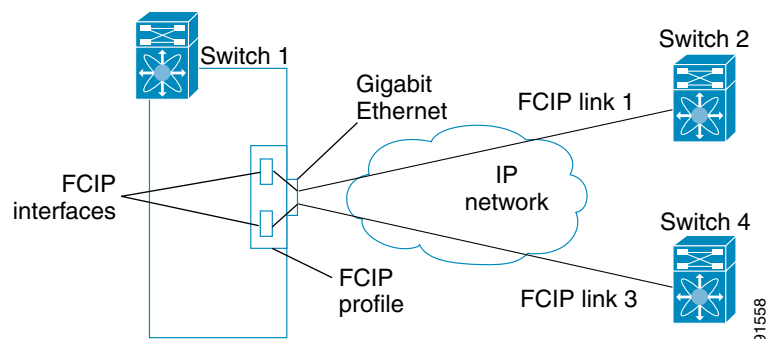 Switch 1
Switch 2
Gigabit
Ethernet
FCIP link 1
FCIP
interfaces
IP
network
Switch 4
FCIP
profile
FCIP link 3
91558